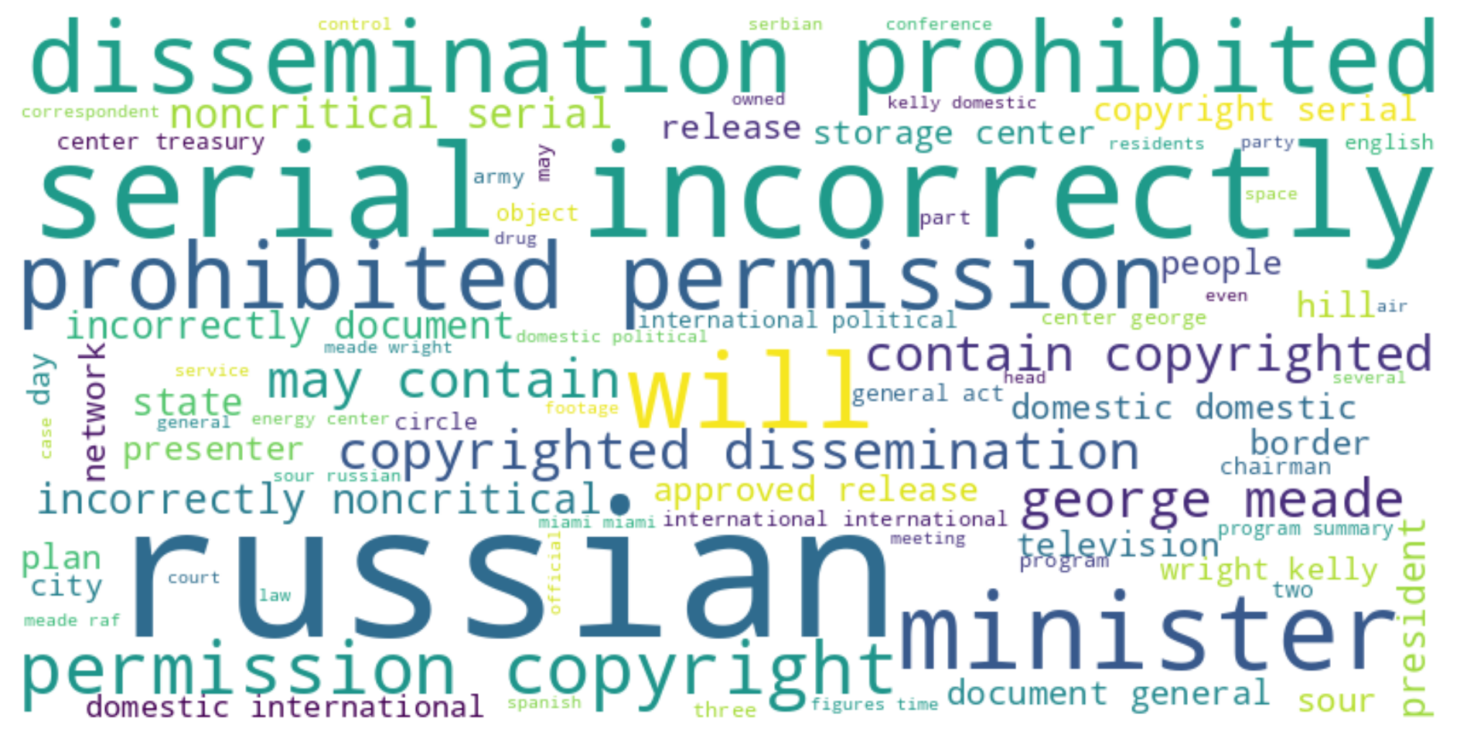 control serbian conference
dissemination prohibited
correspondent noncritical serial owned kelly domestic copyright serial
release storage center
center treasury may residents party english
serial incorrectly
army space
object part
drug
prohibited permission people
even hill air
incorrectly document international political center george
domestic political
meade wright
network contain copyrighted
day service may contain will head several
state general act domestic domestic
footage
case general energy center circle
presenter copyrighted dissemination border
chairman
sour russian
incorrectly noncritical approved release george meade
miami miami international international program summary
russian meeting television
plan official program wright kelly
city court two
law minister president
meade raf
permission copyright
document general
domestic international spanish three figures time sour